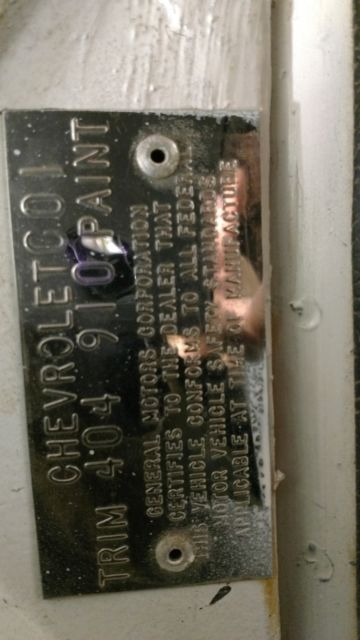 CHEVROLET CO1
TRIM 404 910 PAINT
GENERAL MOTORS CORPORATION
CERTIFIES TO THE DEALER THAT
THIS VEHICLE CONFORMS TO ALL FEDERAL
MOTOR VEHICLE SAFETY STANDARDS
APPLICABLE AT TIME OF MANUFACTURE